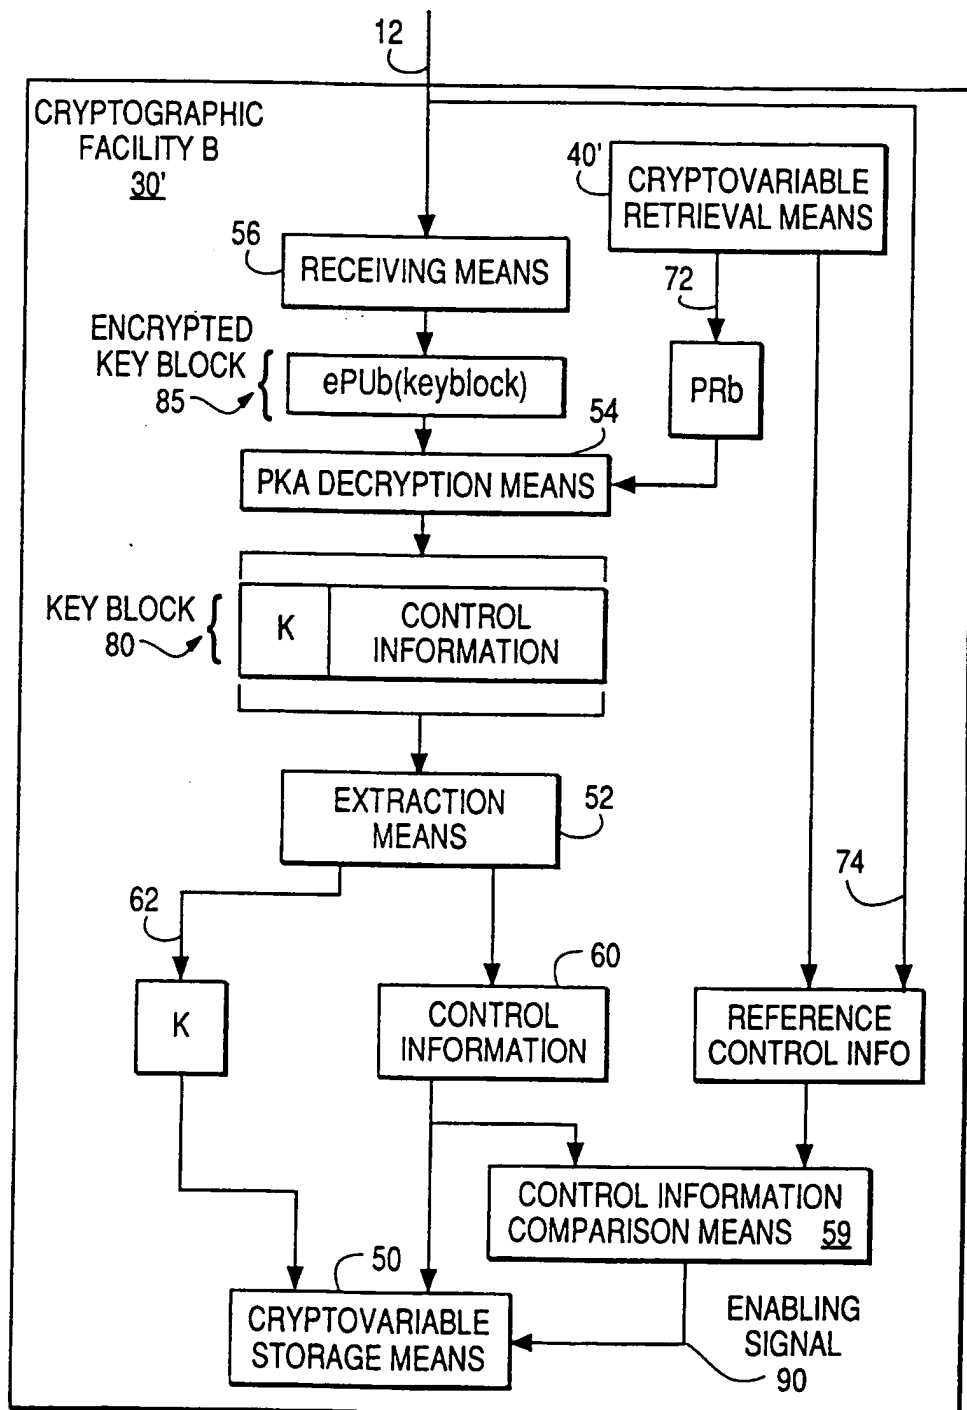 12
CRYPTOGRAPHIC
FACILITY B
30'
40'
CRYPTOVARIABLE
RETRIEVAL MEANS
56
RECEIVING MEANS
72
ENCRYPTED
KEY BLOCK
85
ePUb(keyblock)
PRb
54
PKA DECRYPTION MEANS
KEY BLOCK
80
K
CONTROL
INFORMATION
EXTRACTION
MEANS
52
74
62
60
K
CONTROL
INFORMATION
REFERENCE
CONTROL INFO
CONTROL INFORMATION
COMPARISON MEANS 59
50
CRYPTOVARIABLE
STORAGE MEANS
ENABLING
SIGNAL
90